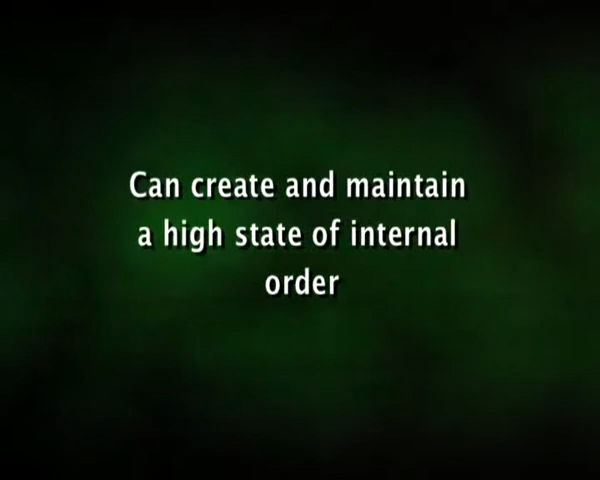 Can create and maintain
a high state of internal
order